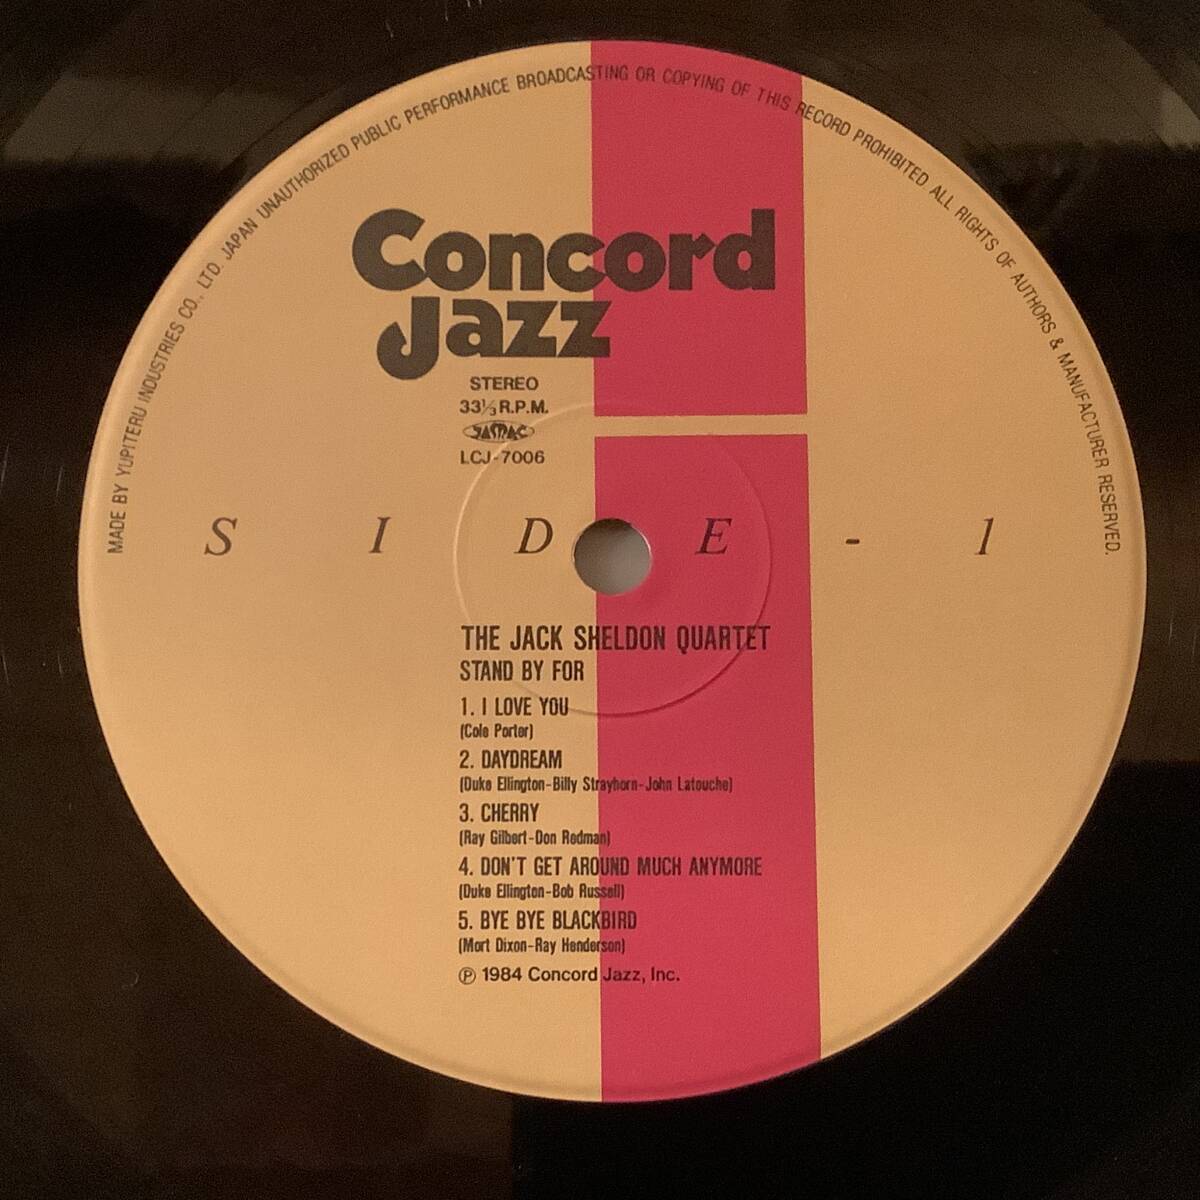 MADE BY YUPITERU INDUSTRIES CO., LTD. JAPAN UNAUTHORIZED PUBLIC PERFORMANCE BROADCASTING OR COPYING OF THIS RECORD PROHIBITED ALL RIGHTS OF AUTHORS & MANUFACTURER RESERVED.
Concord
Jazz
STEREO
33⅓ R.P.M.
JASRAC
LCJ-7006
SIDE-1
THE JACK SHELDON QUARTET
STAND BY FOR
1. I LOVE YOU
(Cole Porter)
2. DAYDREAM
(Duke Ellington-Billy Strayhorn-John Latouche)
3. CHERRY
(Ray Gilbert-Don Redman)
4. DON'T GET AROUND MUCH ANYMORE
(Duke Ellington-Bob Russell)
5. BYE BYE BLACKBIRD
(Mort Dixon-Ray Henderson)
℗ 1984 Concord Jazz, Inc.